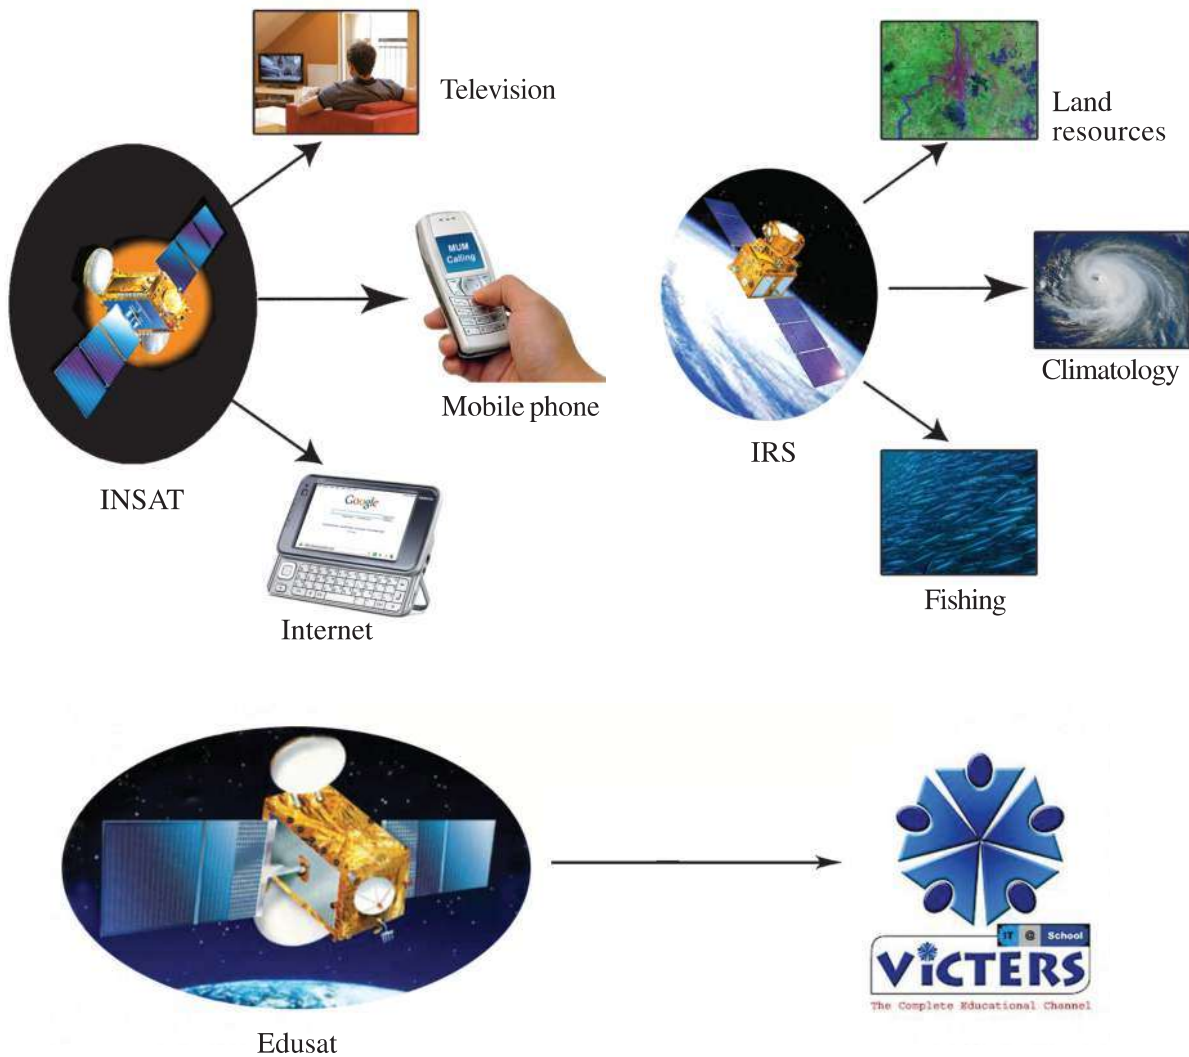 Television
Land
resources
MUM
Calling
Mobile phone
Climatology
IRS
INSAT
Google
Internet
Fishing
IT @ School
ViCTERS
The Complete Educational Channel
Edusat